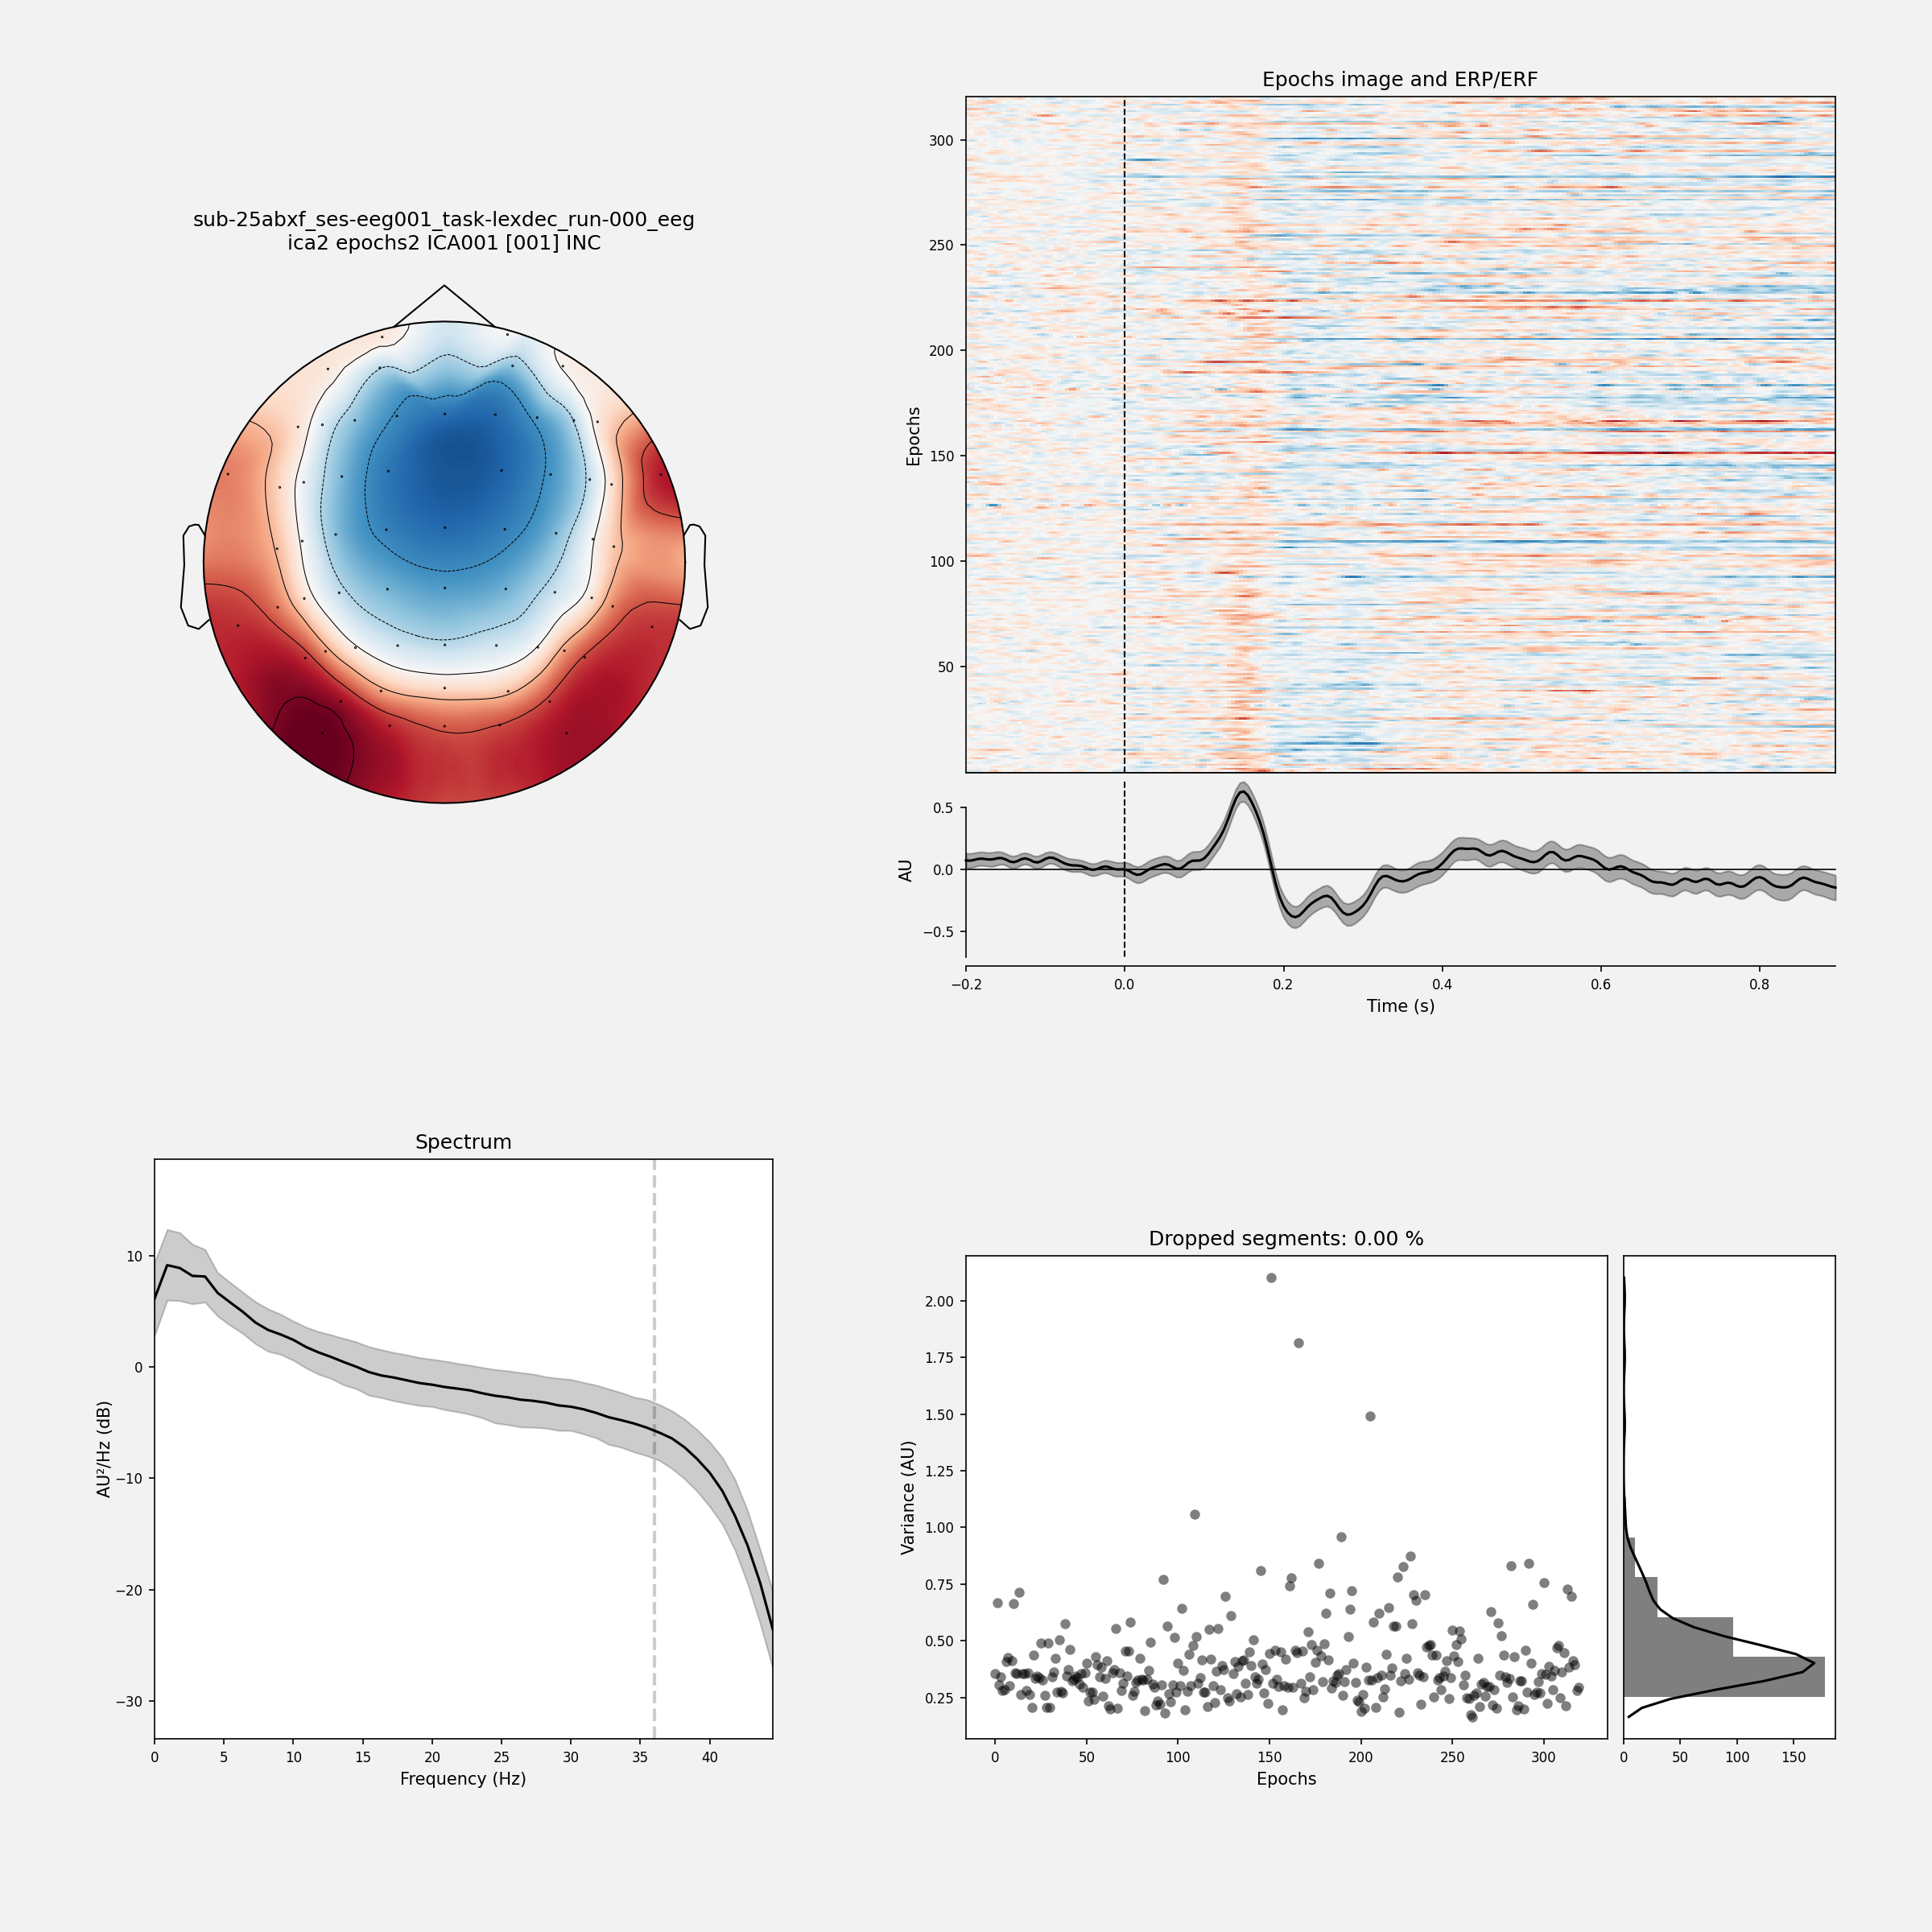 sub-25abxf_ses-eeg001_task-lexdec_run-000_eeg
ica2 epochs2 ICA001 [001] INC
Epochs image and ERP/ERF
Epochs
300
250
200
150
100
50
AU
0.5
0.0
−0.5
−0.2 0.0 0.2 0.4 0.6 0.8
Time (s)
Spectrum
AU²/Hz (dB)
10
0
−10
−20
−30
0 5 10 15 20 25 30 35 40
Frequency (Hz)
Dropped segments: 0.00 %
Variance (AU)
2.00
1.75
1.50
1.25
1.00
0.75
0.50
0.25
0 50 100 150 200 250 300
Epochs
0 50 100 150